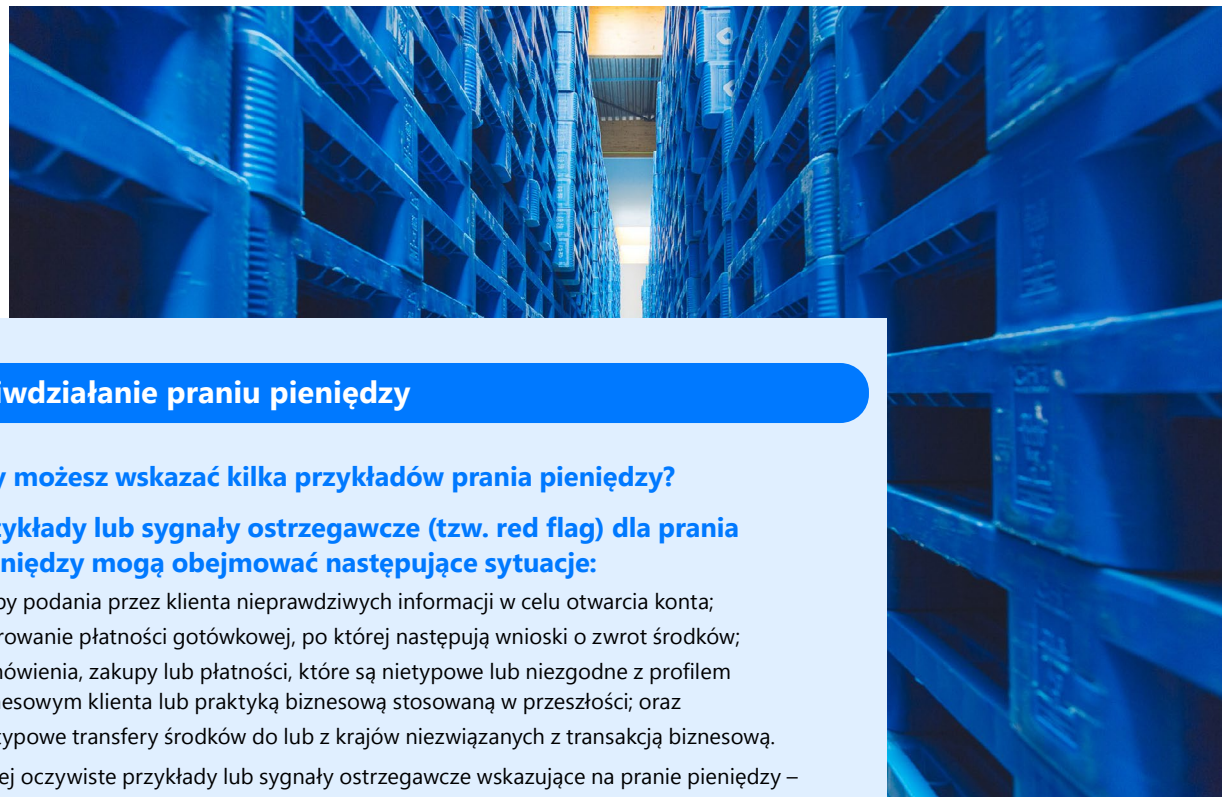 iwdziałanie praniu pieniędzy
y możesz wskazać kilka przykładów prania pieniędzy?
ykłady lub sygnały ostrzegawcze (tzw. red flag) dla prania
niędzy mogą obejmować następujące sytuacje:
by podania przez klienta nieprawdziwych informacji w celu otwarcia konta;
rowanie płatności gotówkowej, po której następują wnioski o zwrot środków;
nówienia, zakupy lub płatności, które są nietypowe lub niezgodne z profilem
nesowym klienta lub praktyką biznesową stosowaną w przeszłości; oraz
typowe transfery środków do lub z krajów niezwiązanych z transakcją biznesową.
ej oczywiste przykłady lub sygnały ostrzegawcze wskazujące na pranie pieniędzy –